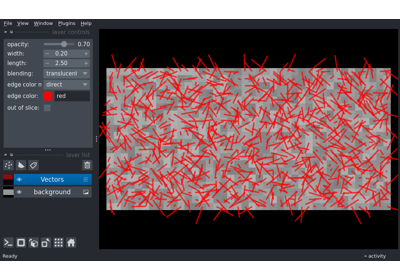 File View Window Plugins Help
layer controls
opacity: 0.70
width: 0.20
length: 2.50
blending: translucent
edge color m direct
edge color: red
out of slice:
layer list
Vectors
background
Ready
activity